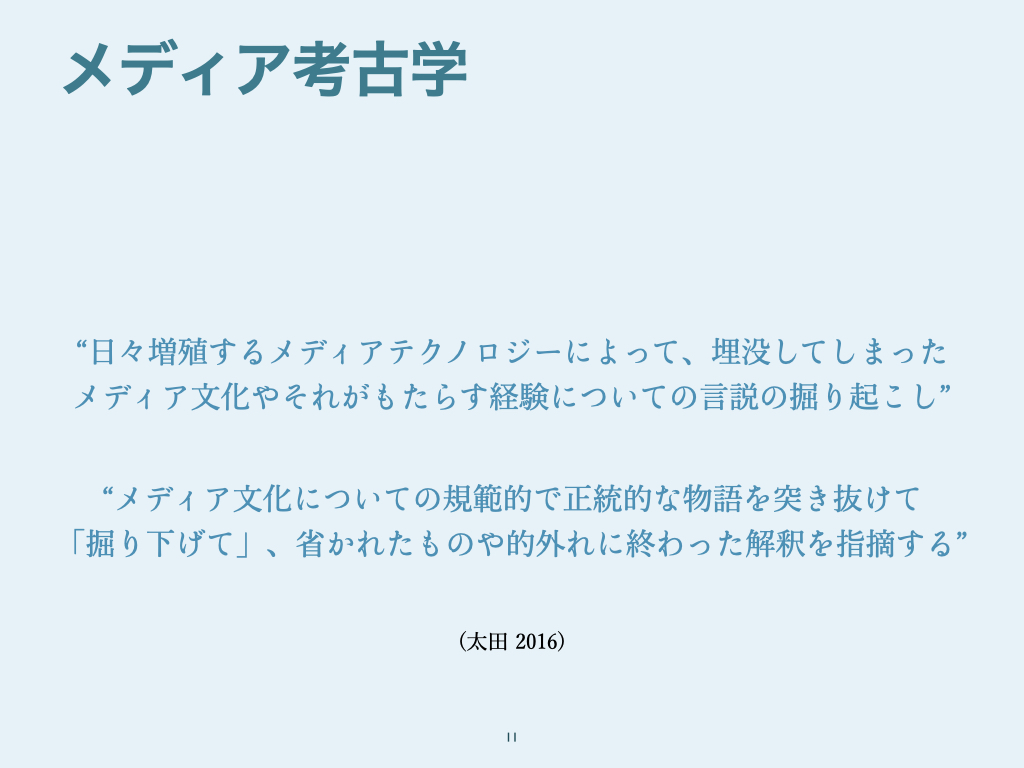 メディア考古学
“日々増殖するメディアテクノロジーによって、埋没してしまった
メディア文化やそれがもたらす経験についての言説の掘り起こし”
“メディア文化についての規範的で正統的な物語を突き抜けて
「掘り下げて」、省かれたものや的外れに終わった解釈を指摘する”
（太田 2016）
11